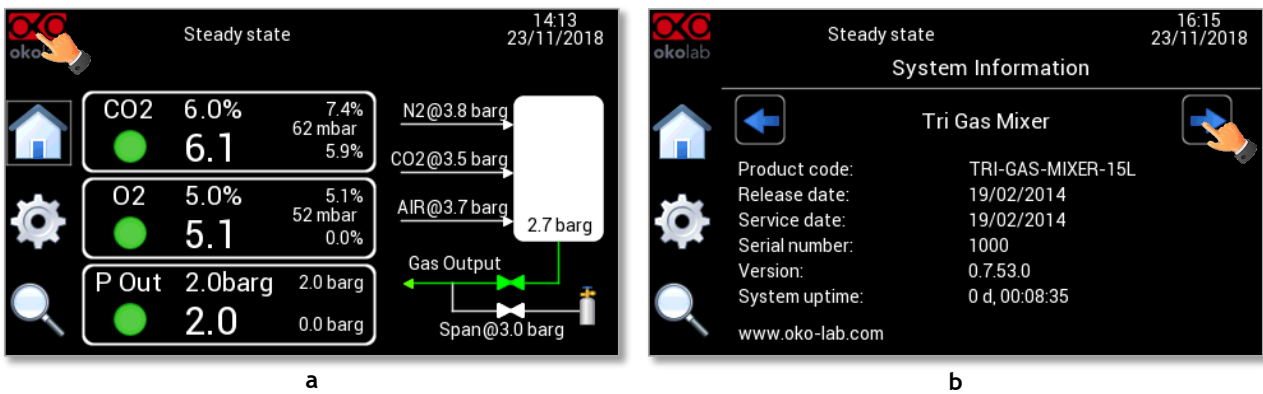 Steady state
14:13
23/11/2018
CO2 6.0% 7.4%
62 mbar
6.1 5.9%
O2 5.0% 5.1%
52 mbar
5.1 0.0%
P Out 2.0barg 2.0 barg
2.0 0.0 barg
N2@3.8 barg
CO2@3.5 barg
AIR@3.7 barg
2.7 barg
Gas Output
Span@3.0 barg
a
okolab
Steady state
16:15
23/11/2018
System Information
Tri Gas Mixer
Product code: TRI-GAS-MIXER-15L
Release date: 19/02/2014
Service date: 19/02/2014
Serial number: 1000
Version: 0.7.53.0
System uptime: 0 d, 00:08:35
www.oko-lab.com
b